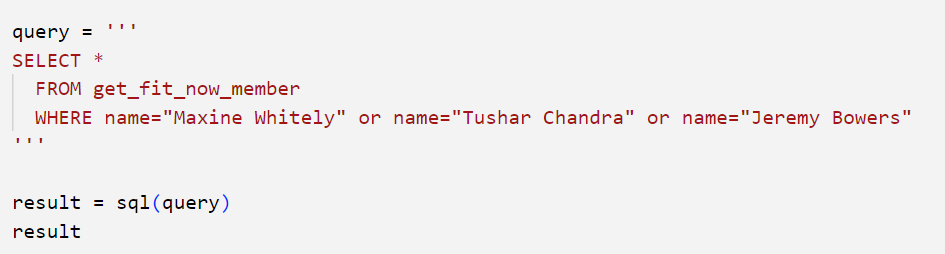 query = '''
SELECT *
  FROM get_fit_now_member
  WHERE name="Maxine Whitely" or name="Tushar Chandra" or name="Jeremy Bowers"
'''

result = sql(query)
result